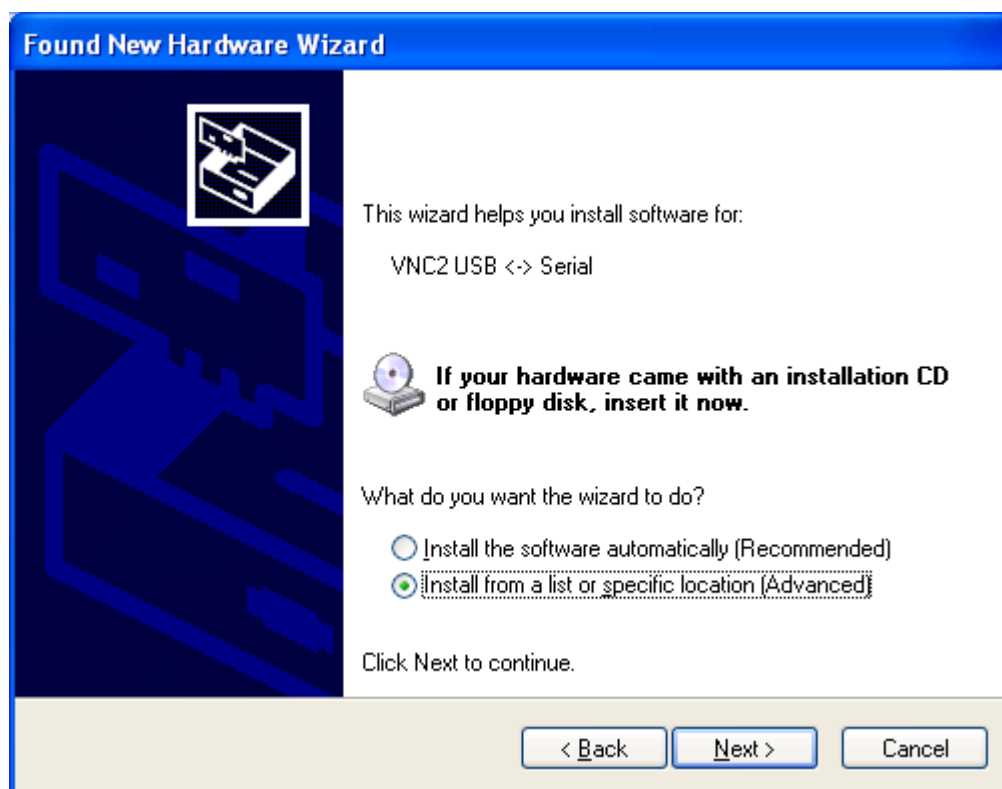 Found New Hardware Wizard
This wizard helps you install software for:
VNC2 USB <-> Serial
If your hardware came with an installation CD
or floppy disk, insert it now.
What do you want the wizard to do?
Install the software automatically (Recommended)
Install from a list or specific location (Advanced)
Click Next to continue.
< Back Next > Cancel